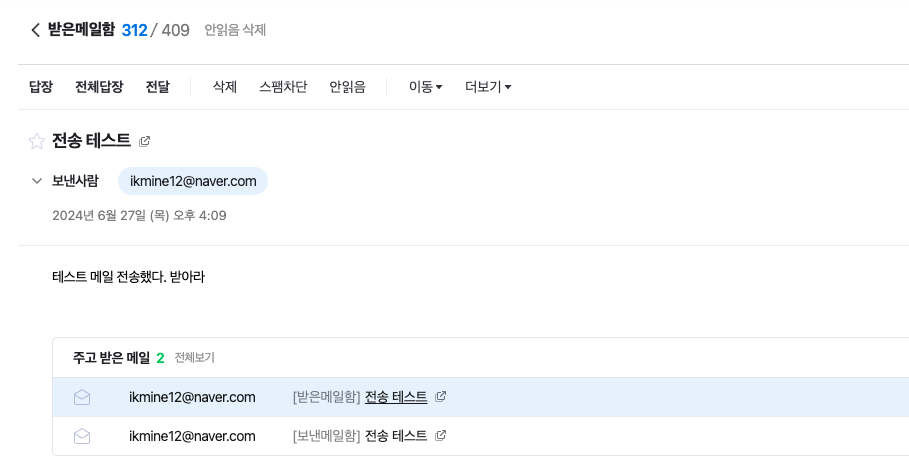 받은메일함 312 / 409 안읽음 삭제
답장 전체답장 전달 삭제 스팸차단 안읽음 이동 더보기
전송 테스트
보낸사람 ikmine12@naver.com
2024년 6월 27일 (목) 오후 4:09
테스트 메일 전송했다. 받아라
주고 받은 메일 2 전체보기
ikmine12@naver.com [받은메일함] 전송 테스트
ikmine12@naver.com [보낸메일함] 전송 테스트